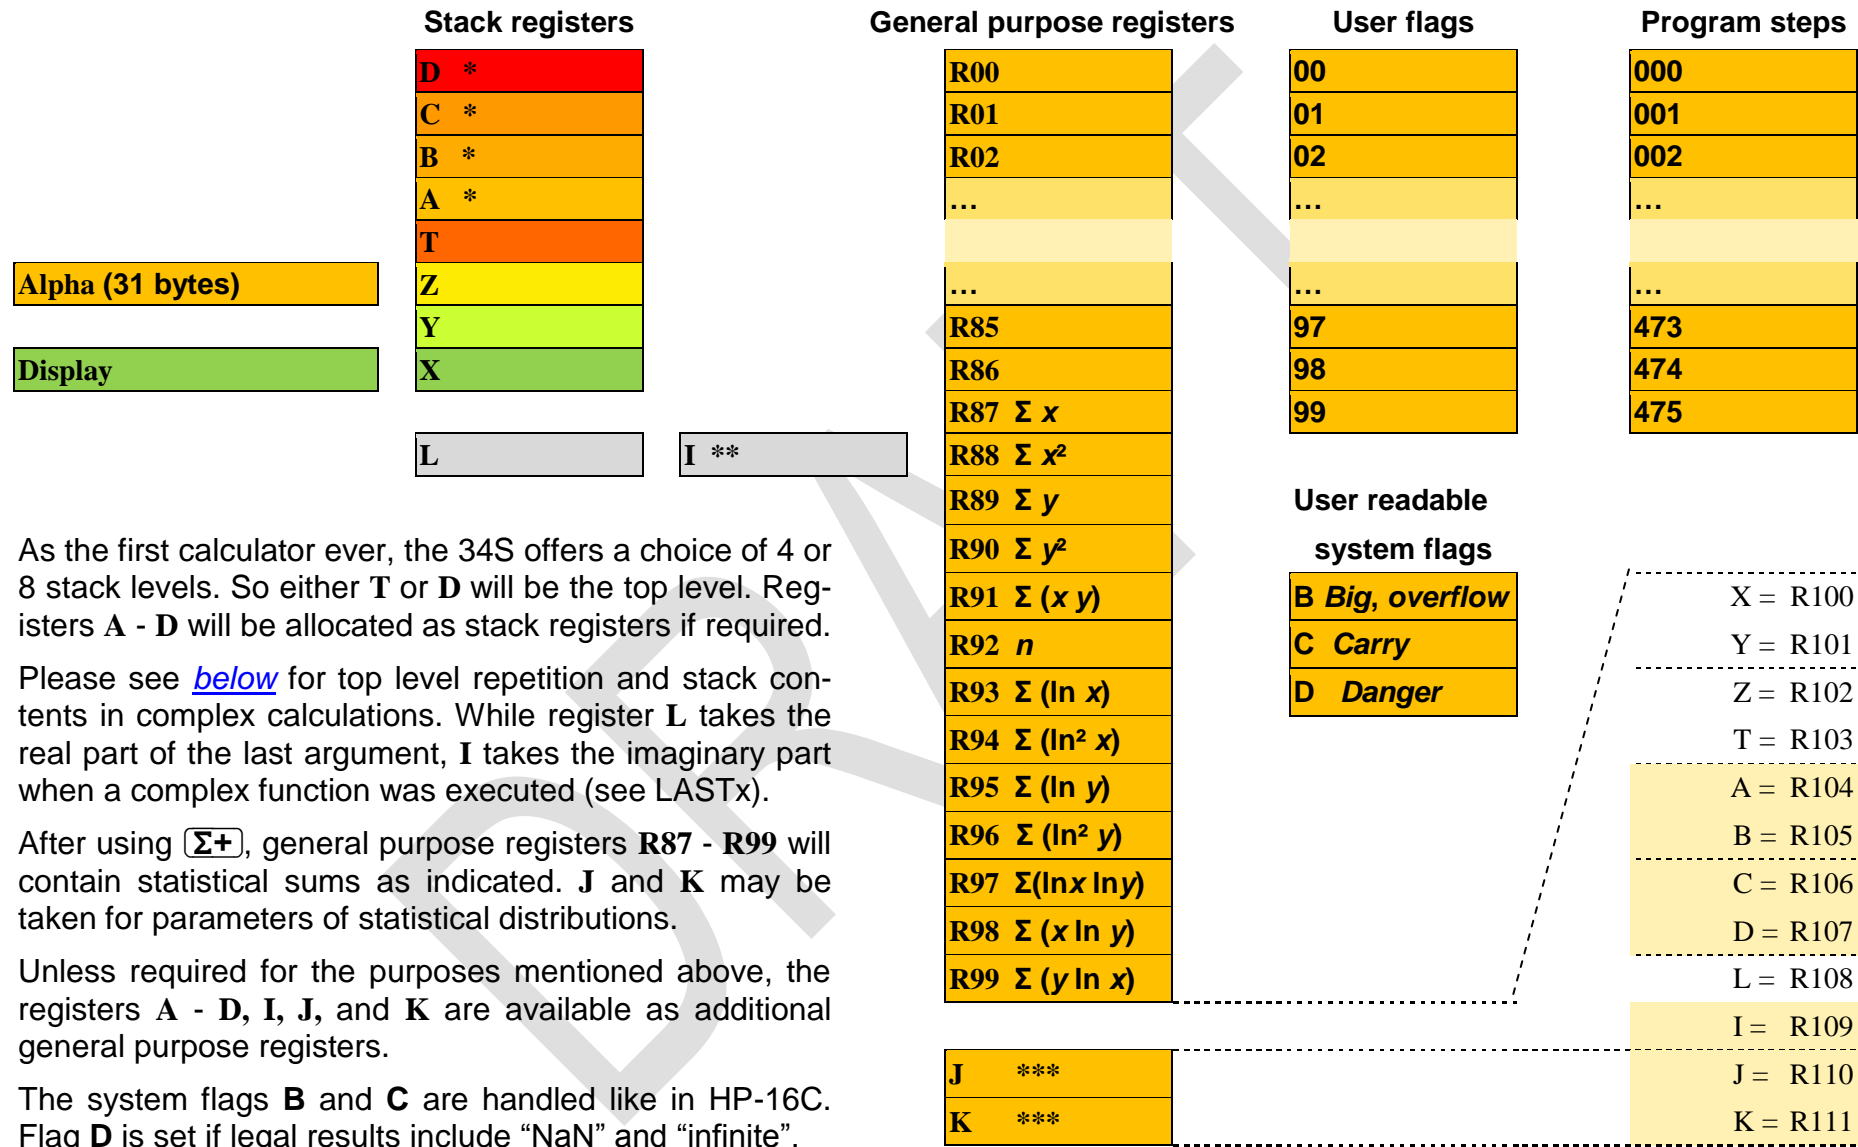 Stack registers
General purpose registers
User flags
Program steps
D *
C *
B *
A *
T
Z
Y
X
L
I **
Alpha (31 bytes)
Display
R00
R01
R02
…
…
R85
R86
R87 Σ x
R88 Σ x²
R89 Σ y
R90 Σ y²
R91 Σ (x y)
R92 n
R93 Σ (ln x)
R94 Σ (ln² x)
R95 Σ (ln y)
R96 Σ (ln² y)
R97 Σ(lnx lny)
R98 Σ (x ln y)
R99 Σ (y ln x)
J ***
K ***
00
01
02
…
…
97
98
99
User readable
system flags
B Big, overflow
C Carry
D Danger
000
001
002
…
…
473
474
475
X = R100
Y = R101
Z = R102
T = R103
A = R104
B = R105
C = R106
D = R107
L = R108
I = R109
J = R110
K = R111
As the first calculator ever, the 34S offers a choice of 4 or
8 stack levels. So either T or D will be the top level. Reg-
isters A - D will be allocated as stack registers if required.
Please see below for top level repetition and stack con-
tents in complex calculations. While register L takes the
real part of the last argument, I takes the imaginary part
when a complex function was executed (see LASTx).
After using Σ+, general purpose registers R87 - R99 will
contain statistical sums as indicated. J and K may be
taken for parameters of statistical distributions.
Unless required for the purposes mentioned above, the
registers A - D, I, J, and K are available as additional
general purpose registers.
The system flags B and C are handled like in HP-16C.
Flag D is set if legal results include “NaN” and “infinite”.
DRAFT